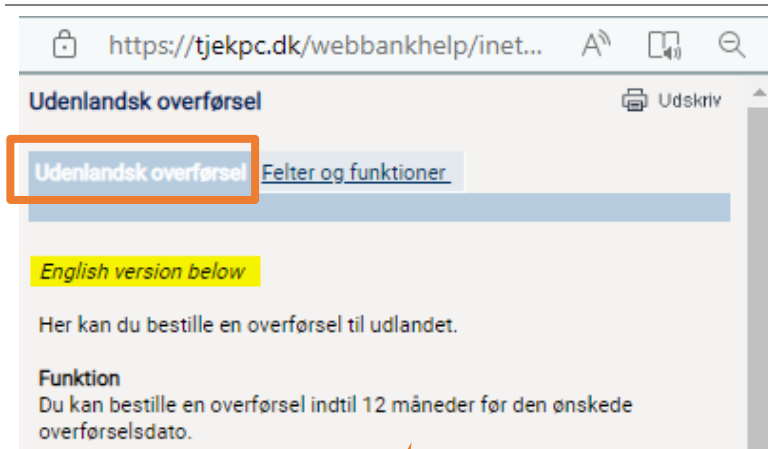 https://tjekpc.dk/webbankhelp/inet...
Udenlandsk overførsel
Udskriv
Udenlandsk overførsel Felter og funktioner
English version below
Her kan du bestille en overførsel til udlandet.
Funktion
Du kan bestille en overførsel indtil 12 måneder før den ønskede
overførselsdato.